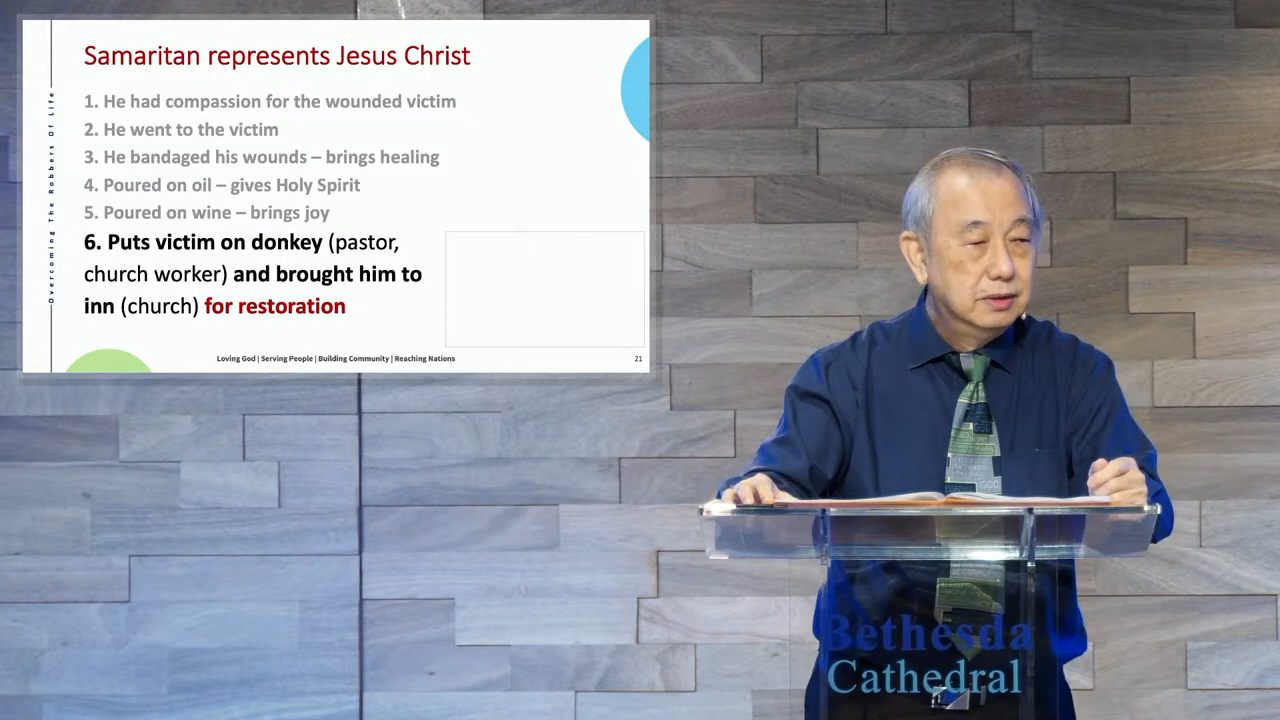 Samaritan represents Jesus Christ
1. He had compassion for the wounded victim
2. He went to the victim
3. He bandaged his wounds – brings healing
4. Poured on oil – gives Holy Spirit
5. Poured on wine – brings joy
6. Puts victim on donkey (pastor,
church worker) and brought him to
inn (church) for restoration
Overcoming The Robbers Of Life
Loving God | Serving People | Building Community | Reaching Nations
21
GOD
Bethesda
Cathedral